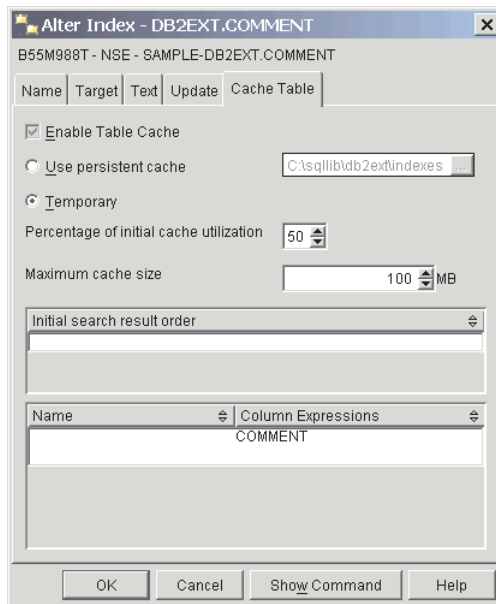 Alter Index - DB2EXT.COMMENT
B55M988T - NSE - SAMPLE-DB2EXT.COMMENT
Name Target Text Update Cache Table
Enable Table Cache
Use persistent cache C:\sqllib\db2ext\indexes ...
Temporary
Percentage of initial cache utilization 50
Maximum cache size 100 MB
Initial search result order
Name Column Expressions
COMMENT
OK Cancel Show Command Help